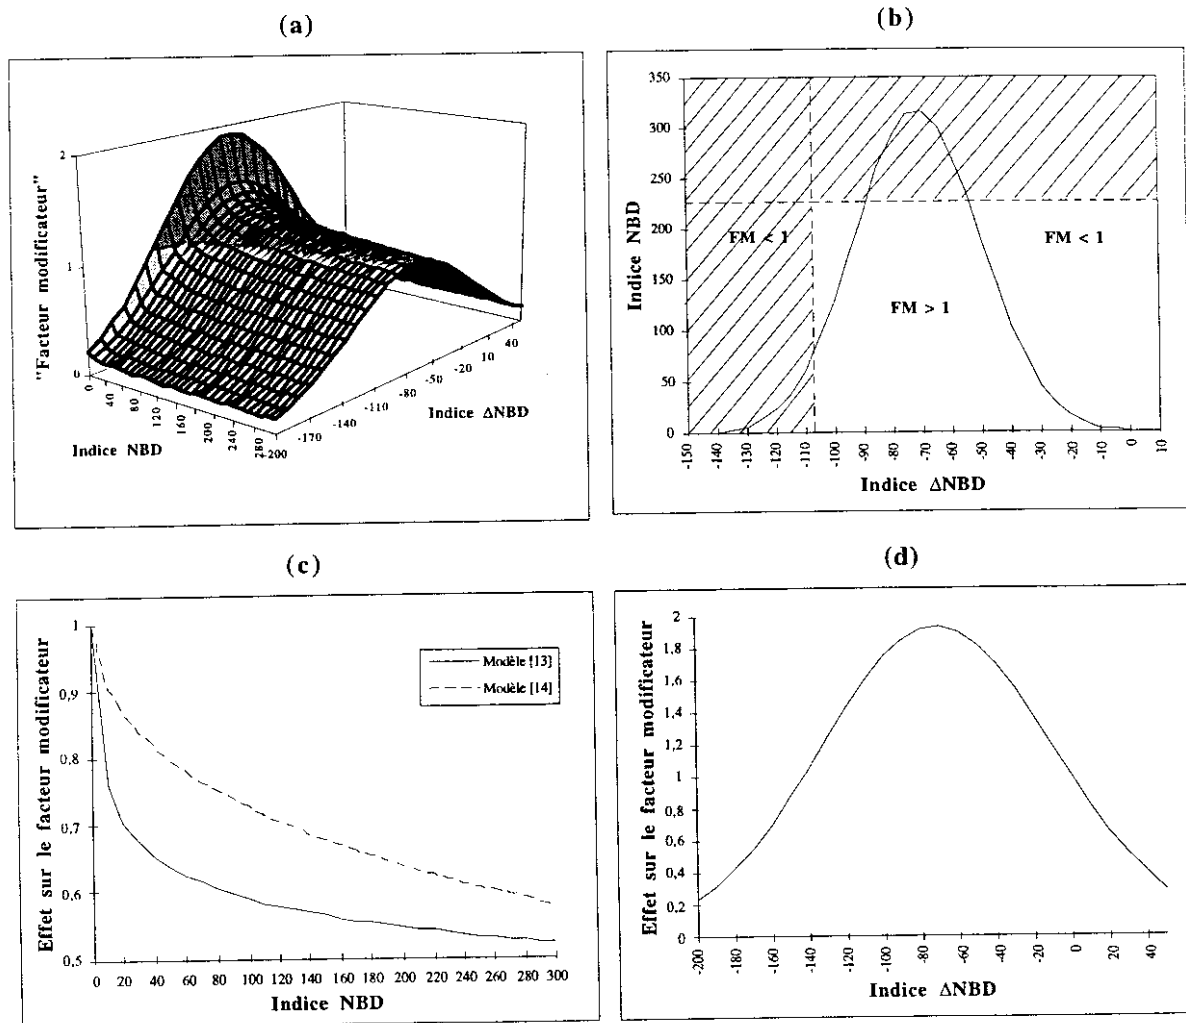 (a)
"Facteur modificateur"
2
1
0
0
40
80
120
160
200
240
280
Indice NBD
-200
-170
-140
-110
-80
-50
-20
10
40
Indice ΔNBD
(b)
Indice NBD
350
300
250
200
150
100
50
0
FM < 1
FM > 1
FM < 1
-150 -140 -130 -120 -110 -100 -90 -80 -70 -60 -50 -40 -30 -20 -10 0 10
Indice ΔNBD
(c)
Effet sur le facteur modificateur
1
0,9
0,8
0,7
0,6
0,5
Modèle [13]
Modèle [14]
0 20 40 60 80 100 120 140 160 180 200 220 240 260 280 300
Indice NBD
(d)
Effet sur le facteur modificateur
2
1,8
1,6
1,4
1,2
1
0,8
0,6
0,4
0,2
0
-200 -180 -160 -140 -120 -100 -80 -60 -40 -20 0 20 40
Indice ΔNBD